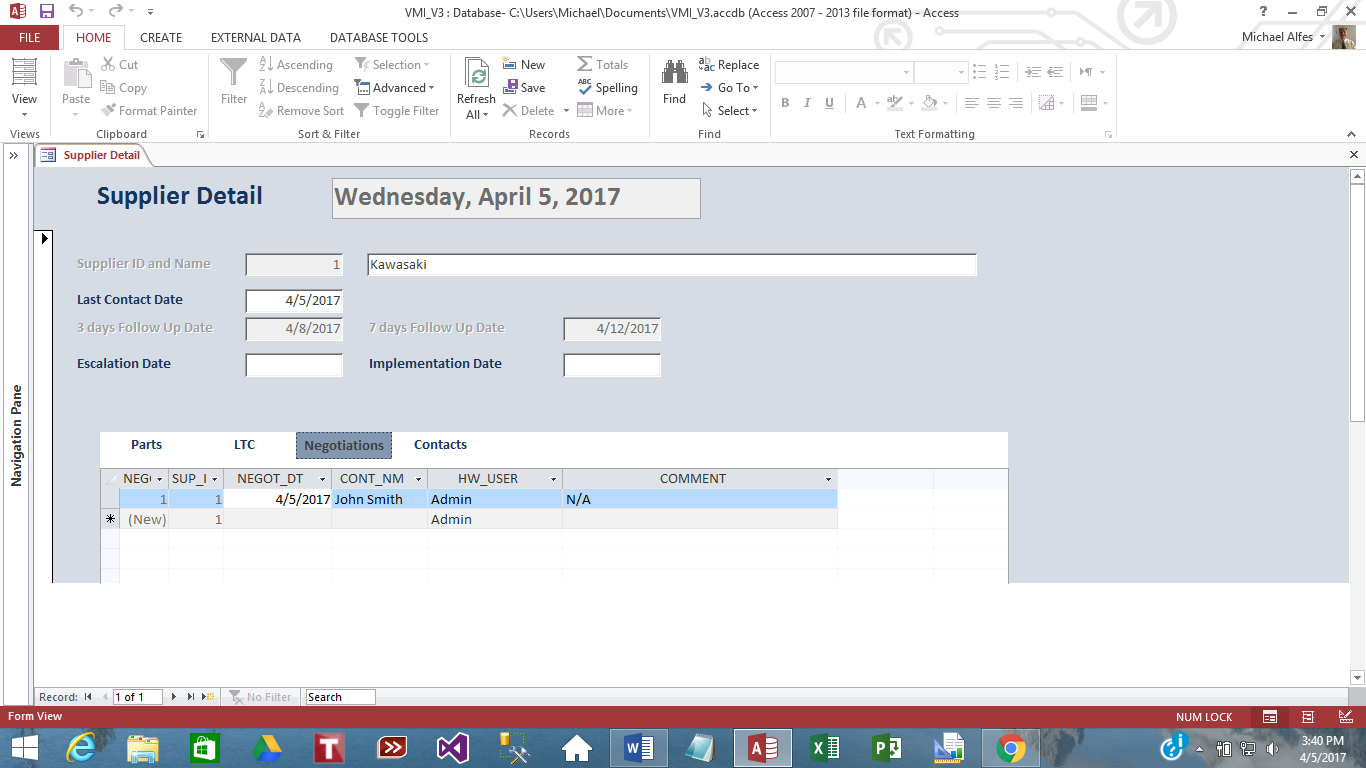 VMI_V3 : Database- C:\Users\Michael\Documents\VMI_V3.accdb (Access 2007 - 2013 file format) - Access
FILE HOME CREATE EXTERNAL DATA DATABASE TOOLS Michael Alfes
View
Views
Paste
Cut
Copy
Format Painter
Clipboard
Filter
Ascending
Descending
Remove Sort
Selection
Advanced
Toggle Filter
Sort & Filter
Refresh
All
New
Save
Delete
Totals
Spelling
More
Records
Find
Replace
Go To
Select
Find
B I U A
Text Formatting
Supplier Detail
Navigation Pane
Supplier Detail Wednesday, April 5, 2017
Supplier ID and Name 1 Kawasaki
Last Contact Date 4/5/2017
3 days Follow Up Date 4/8/2017 7 days Follow Up Date 4/12/2017
Escalation Date Implementation Date
Parts LTC Negotiations Contacts
NEG SUP_I NEGOT_DT CONT_NM HW_USER COMMENT
1 1 4/5/2017 John Smith Admin N/A
(New) 1 Admin
Record: 1 of 1 No Filter Search
Form View NUM LOCK
3:40 PM
4/5/2017